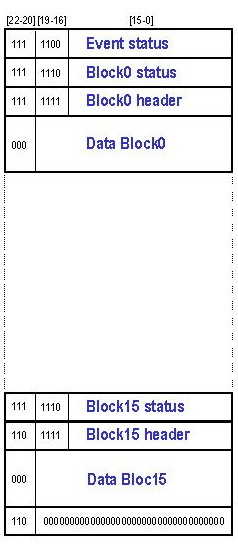 [22-20] [19-16] [15-0]
111 1100 Event status
111 1110 Block0 status
111 1111 Block0 header
000 Data Block0
111 1110 Block15 status
110 1111 Block15 header
000 Data Bloc15
110 00000000000000000000000000000000